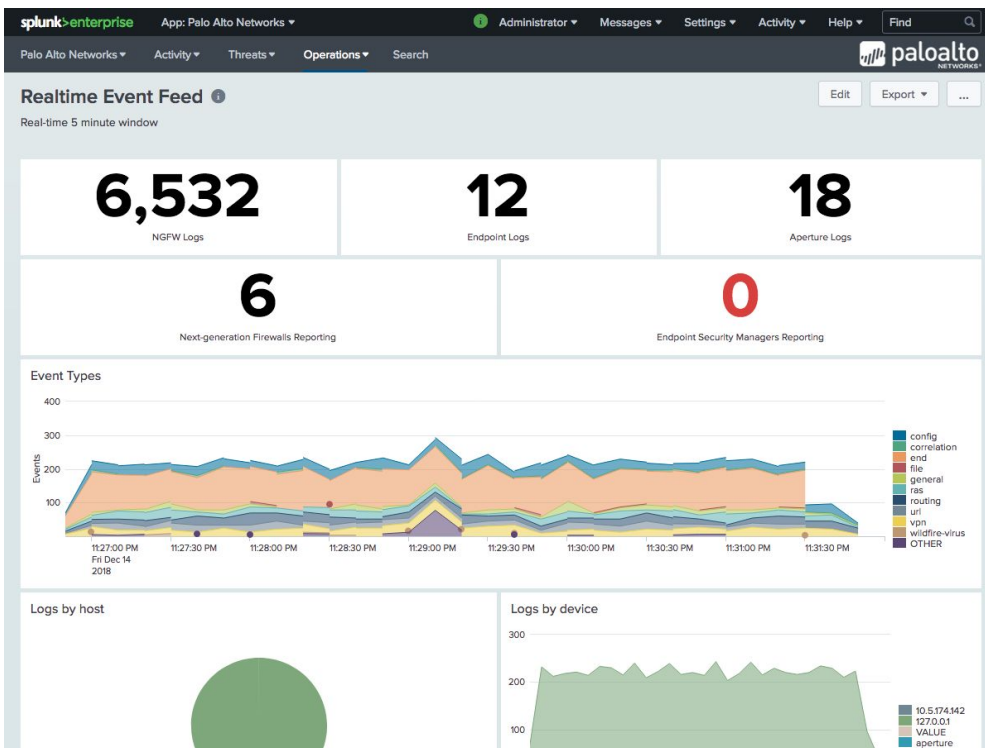 splunk>enterprise App: Palo Alto Networks i Administrator Messages Settings Activity Help Find
Palo Alto Networks Activity Threats Operations Search paloalto NETWORKS
Realtime Event Feed i Edit Export ...
Real-time 5 minute window
6,532 12 18
NGFW Logs Endpoint Logs Aperture Logs
6 0
Next-generation Firewalls Reporting Endpoint Security Managers Reporting
Event Types
400
300
200
100
Events
11:27:00 PM 11:27:30 PM 11:28:00 PM 11:28:30 PM 11:29:00 PM 11:29:30 PM 11:30:00 PM 11:30:30 PM 11:31:00 PM 11:31:30 PM
Fri Dec 14
2018
config
correlation
end
file
general
ras
routing
url
vpn
wildfire-virus
OTHER
Logs by host Logs by device
300
200
100
10.5.174.142
127.0.0.1
VALUE
aperture